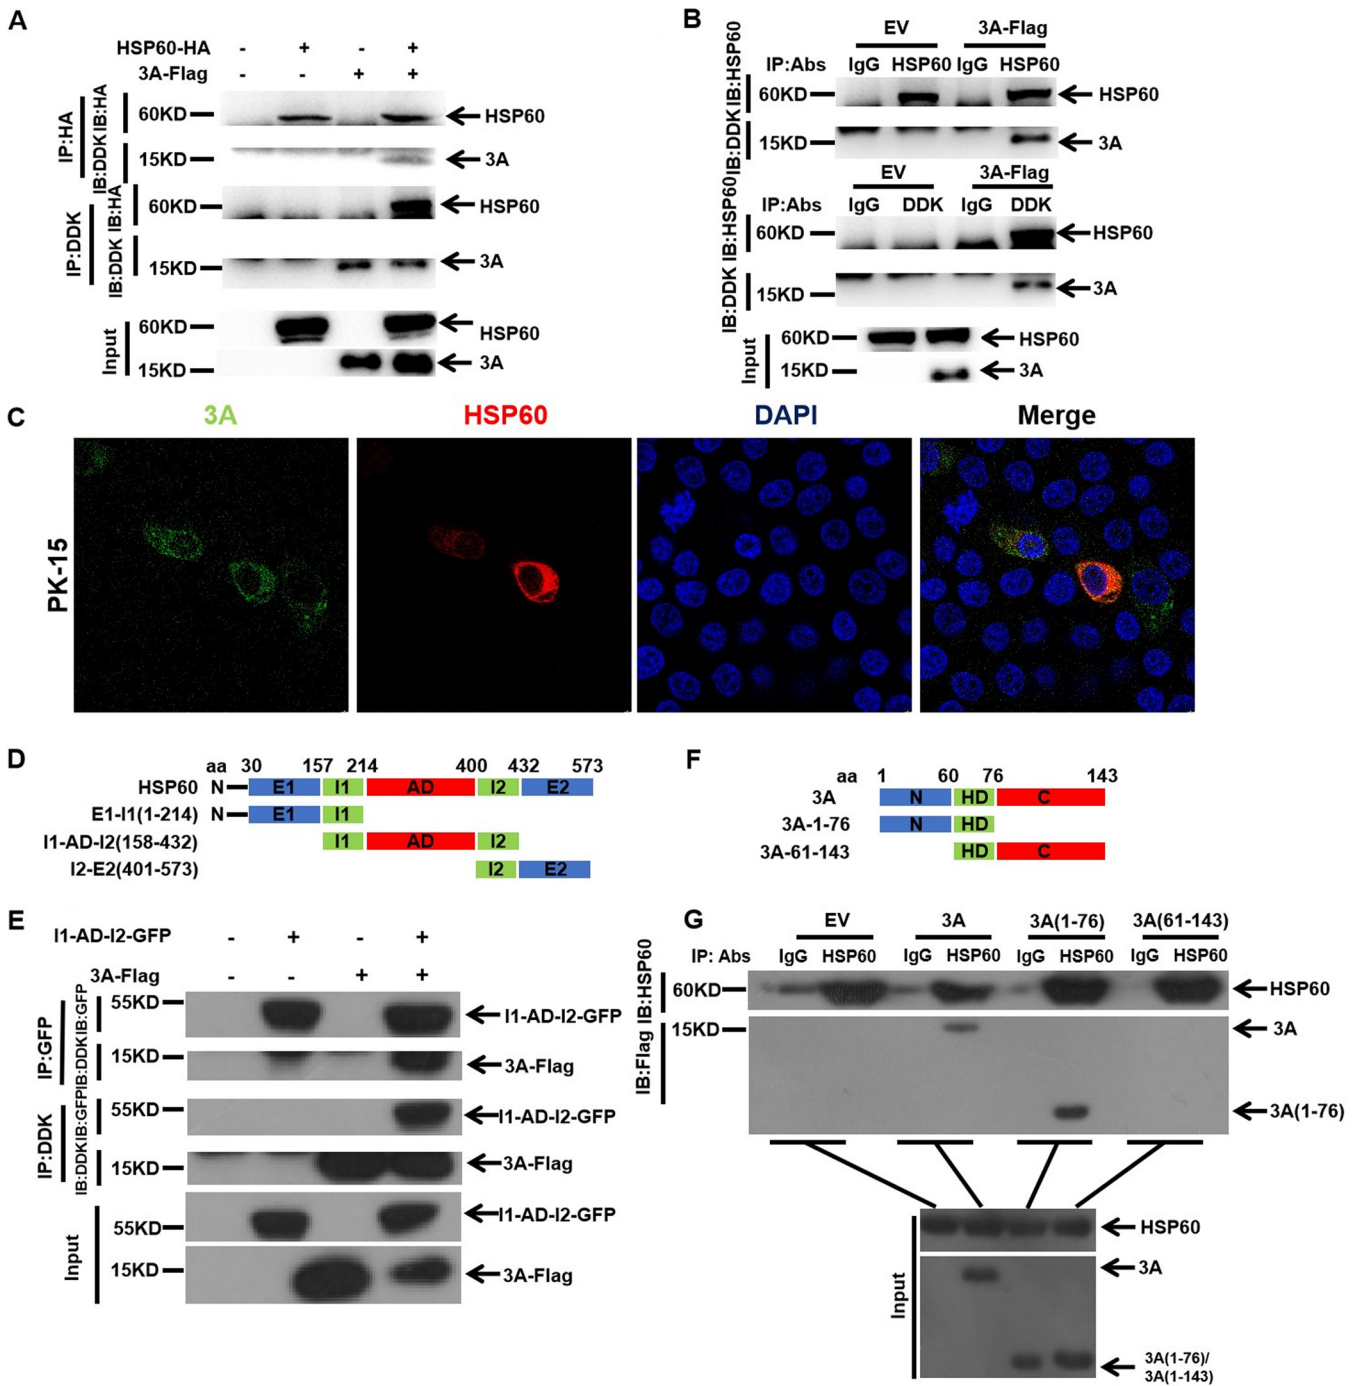 A
HSP60-HA - + - +
3A-Flag - - + +
IP:HA
IB:HA
60KD
HSP60
IB:DDK
15KD
3A
IP:DDK
IB:HA
60KD
HSP60
IB:DDK
15KD
3A
Input
60KD
HSP60
15KD
3A
B
EV 3A-Flag
IP:Abs IgG HSP60 IgG HSP60
IB:HSP60
60KD
HSP60
IB:DDK
15KD
3A
EV 3A-Flag
IP:Abs IgG DDK IgG DDK
IB:HSP60
60KD
HSP60
IB:DDK
15KD
3A
Input
60KD
HSP60
15KD
3A
C
3A HSP60 DAPI Merge
PK-15
D
aa 30 157 214 400 432 573
HSP60 N E1 I1 AD I2 E2
E1-I1(1-214) N E1 I1
I1-AD-I2(158-432) I1 AD I2
I2-E2(401-573) I2 E2
F
aa 1 60 76 143
3A N HD C
3A-1-76 N HD
3A-61-143 HD C
E
I1-AD-I2-GFP - + - +
3A-Flag - - + +
IP:GFP
IB:GFP
55KD
I1-AD-I2-GFP
IB:DDK
15KD
3A-Flag
IP:DDK
IB:GFP
55KD
I1-AD-I2-GFP
IB:DDK
15KD
3A-Flag
Input
55KD
I1-AD-I2-GFP
15KD
3A-Flag
G
EV 3A 3A(1-76) 3A(61-143)
IP: Abs IgG HSP60 IgG HSP60 IgG HSP60 IgG HSP60
IB:HSP60
60KD
HSP60
IB:Flag
15KD
3A
3A(1-76)
Input
HSP60
3A
3A(1-76)/
3A(1-143)